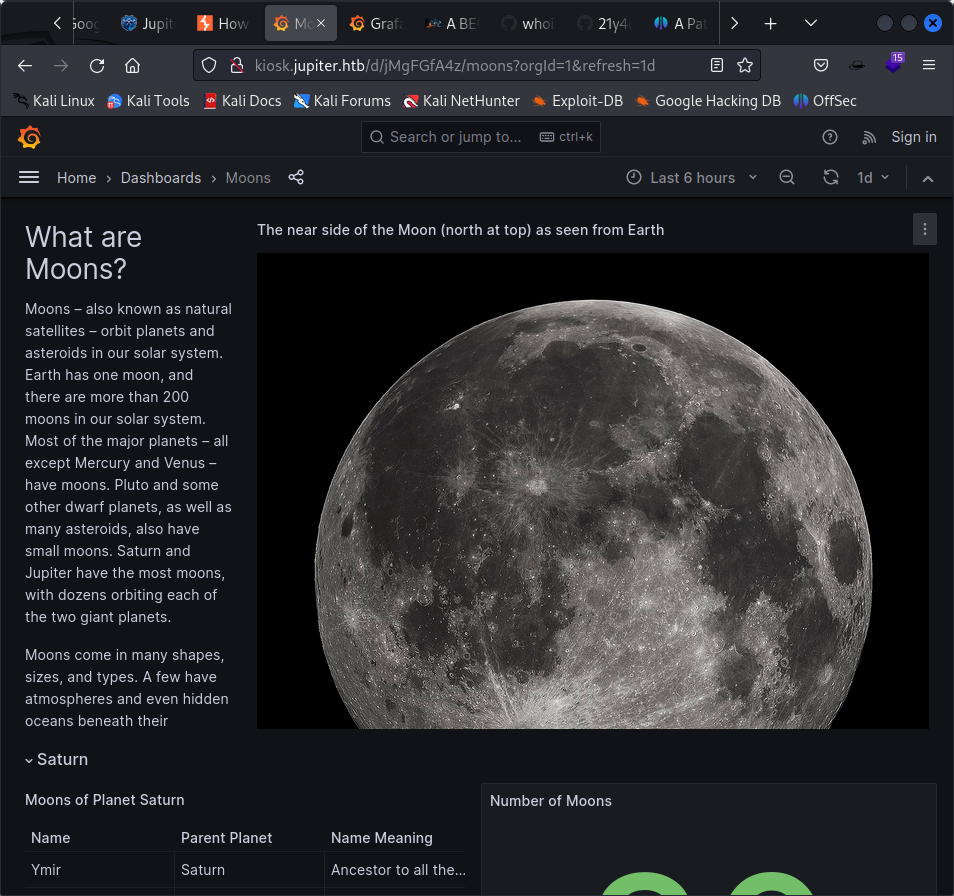 Jupit
How
Mo
Graf
A BE
whoi
21y4
A Pat
kiosk.jupiter.htb/d/jMgFGfA4z/moons?orgId=1&refresh=1d
15
Kali Linux Kali Tools Kali Docs Kali Forums Kali NetHunter Exploit-DB Google Hacking DB OffSec
Search or jump to... ctrl+k Sign in
Home › Dashboards › Moons Last 6 hours 1d
What are
Moons?
Moons – also known as natural
satellites – orbit planets and
asteroids in our solar system.
Earth has one moon, and
there are more than 200
moons in our solar system.
Most of the major planets – all
except Mercury and Venus –
have moons. Pluto and some
other dwarf planets, as well as
many asteroids, also have
small moons. Saturn and
Jupiter have the most moons,
with dozens orbiting each of
the two giant planets.
Moons come in many shapes,
sizes, and types. A few have
atmospheres and even hidden
oceans beneath their
The near side of the Moon (north at top) as seen from Earth
Saturn
Moons of Planet Saturn
Name Parent Planet Name Meaning
Ymir Saturn Ancestor to all the...
Number of Moons